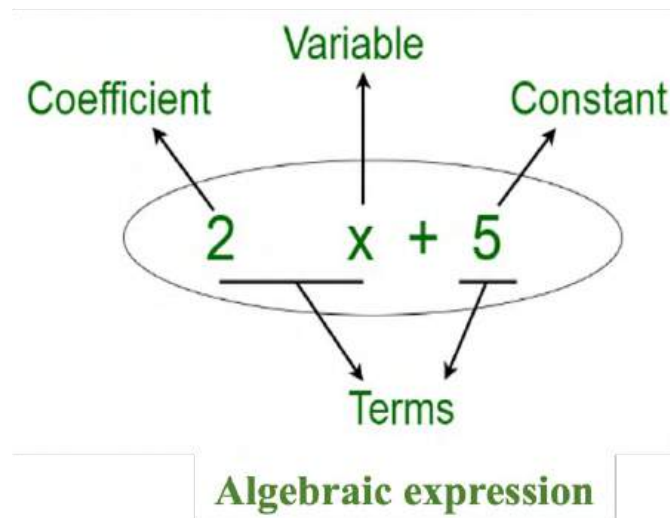 Variable
Coefficient
Constant
2 x + 5
Terms
Algebraic expression